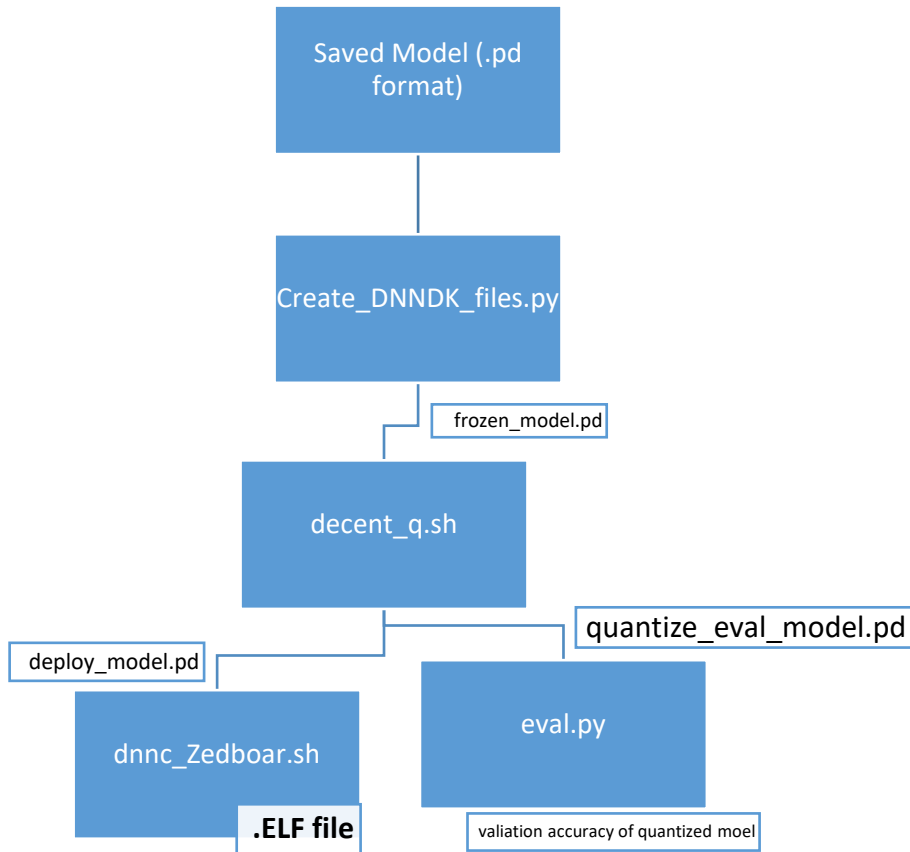 Saved Model (.pd
format)
Create_DNNDK_files.py
frozen_model.pd
decent_q.sh
quantize_eval_model.pd
deploy_model.pd
eval.py
dnnc_Zedboar.sh
.ELF file
valiation accuracy of quantized moel